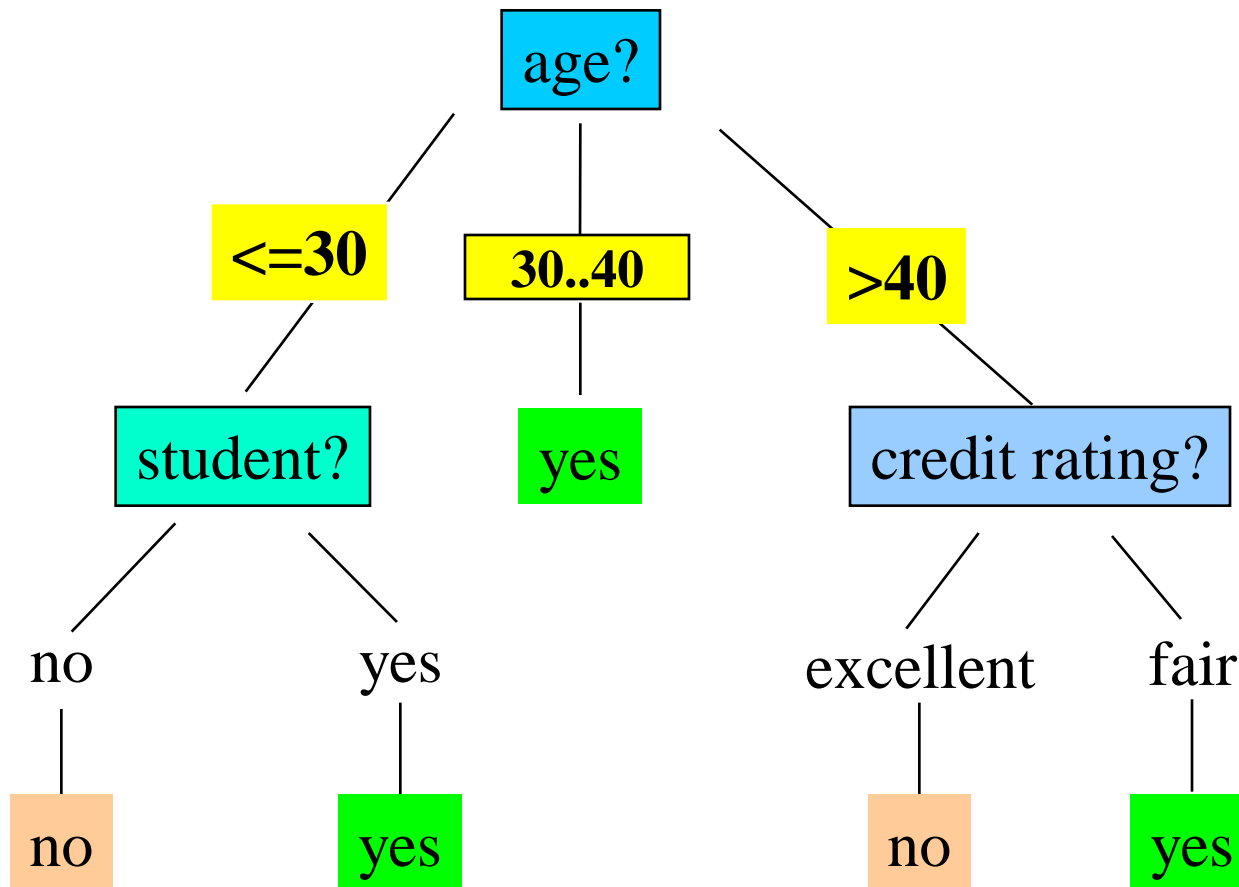 age?
<=30
30..40
>40
student?
yes
credit rating?
no
yes
excellent
fair
no
yes
no
yes